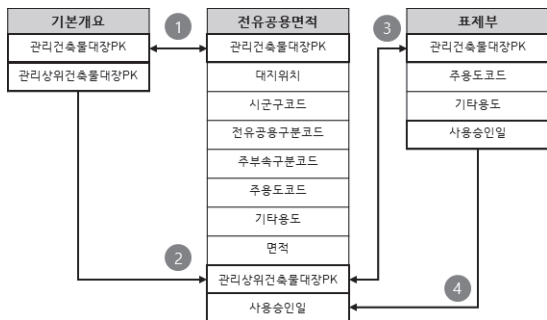 기본개요
관리건축물대장PK
관리상위건축물대장PK
1
2
전유공용면적
관리건축물대장PK
대지위치
시군구코드
전유공용구분코드
주부속구분코드
주용도코드
기타용도
면적
관리상위건축물대장PK
사용승인일
3
4
표제부
관리건축물대장PK
주용도코드
기타용도
사용승인일